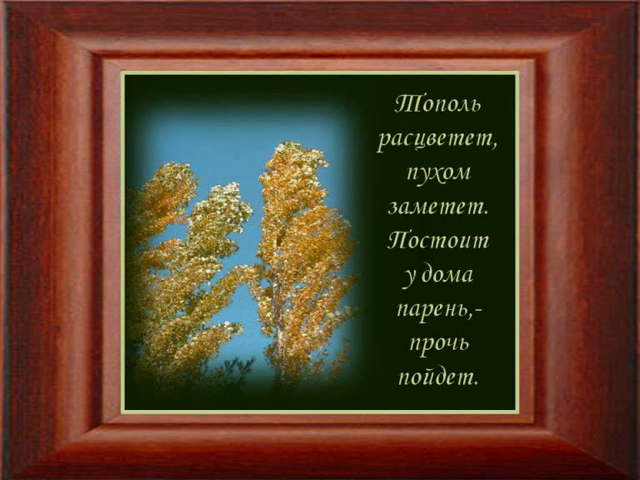 Тополь
расцветет,
пухом
заметет.
Постоит
у дома
парень,-
прочь
пойдет.